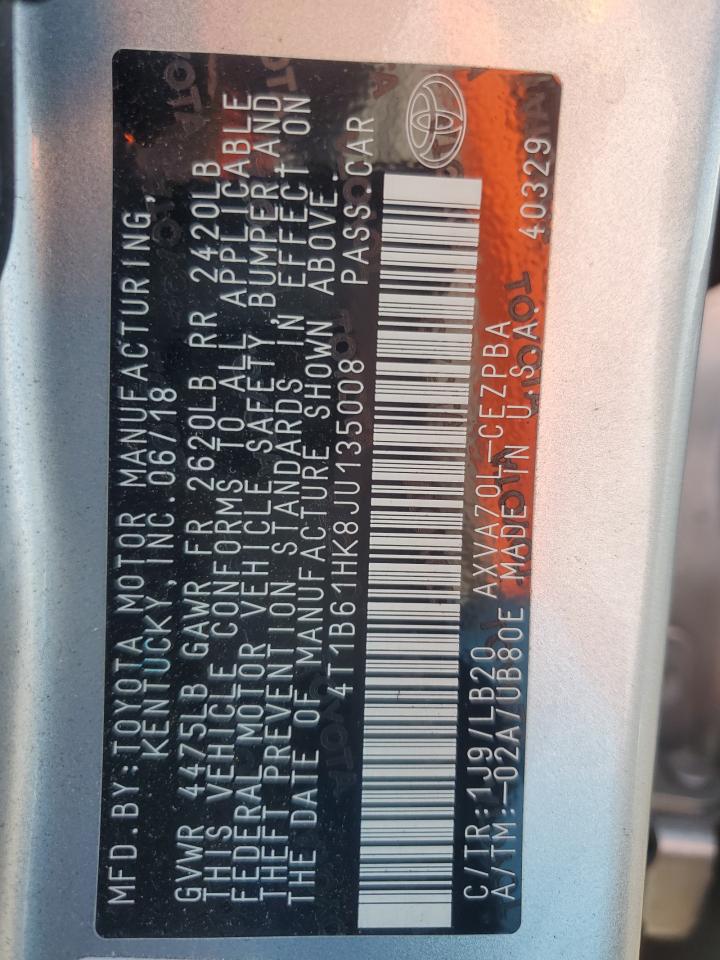 MFD.BY:TOYOTA MOTOR MANUFACTURING,
KENTUCKY, INC. 06/18
GVWR 4475LB GAWR FR 2620LB RR 2420LB
THIS VEHICLE CONFORMS TO ALL APPLICABLE
FEDERAL MOTOR VEHICLE SAFETY, BUMPER AND
THEFT PREVENTION STANDARDS IN EFFECT ON
THE DATE OF MANUFACTURE SHOWN ABOVE.
4T1B61HK8JU135008 PASS.CAR
C/TR:1J9/LB20 AXVA70L-CEZPBA
A/TM:-02A/UB80E MADE IN U.S.A. 40329